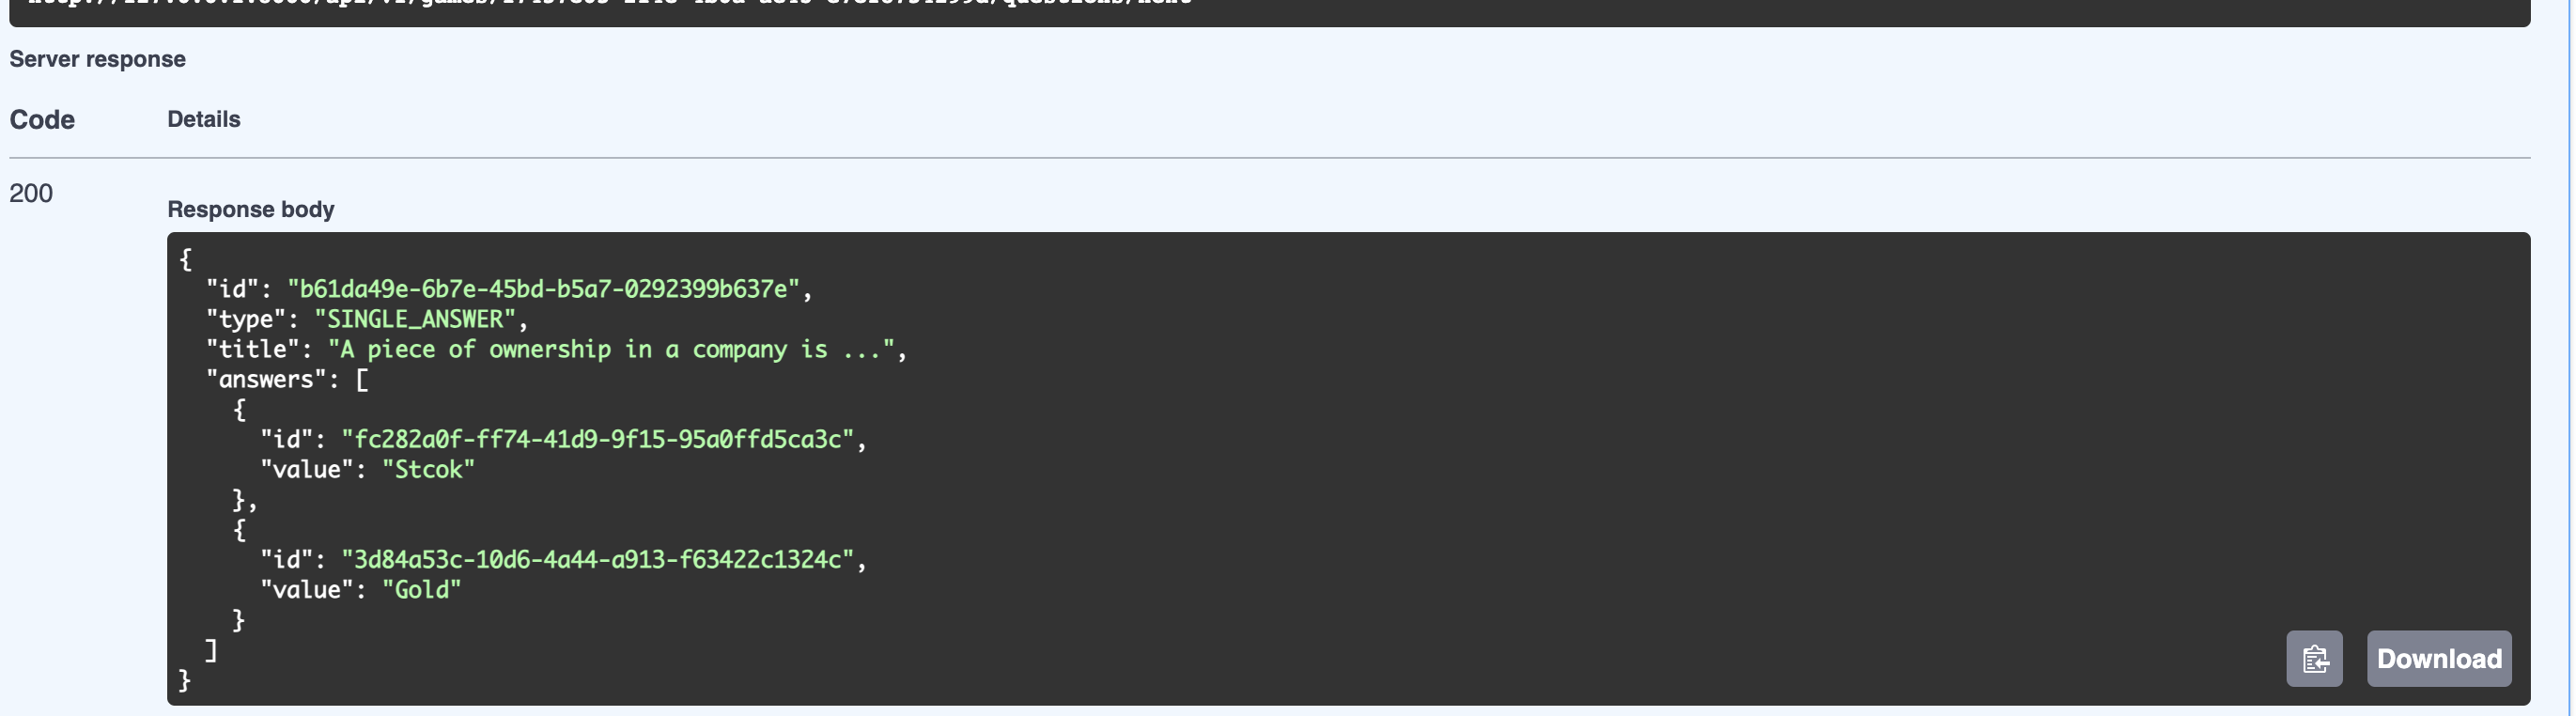 Server response
Code Details
200
Response body
{
"id": "b61da49e-6b7e-45bd-b5a7-0292399b637e",
"type": "SINGLE_ANSWER",
"title": "A piece of ownership in a company is ...",
"answers": [
{
"id": "fc282a0f-ff74-41d9-9f15-95a0ffd5ca3c",
"value": "Stcok"
},
{
"id": "3d84a53c-10d6-4a44-a913-f63422c1324c",
"value": "Gold"
}
]
}
Download